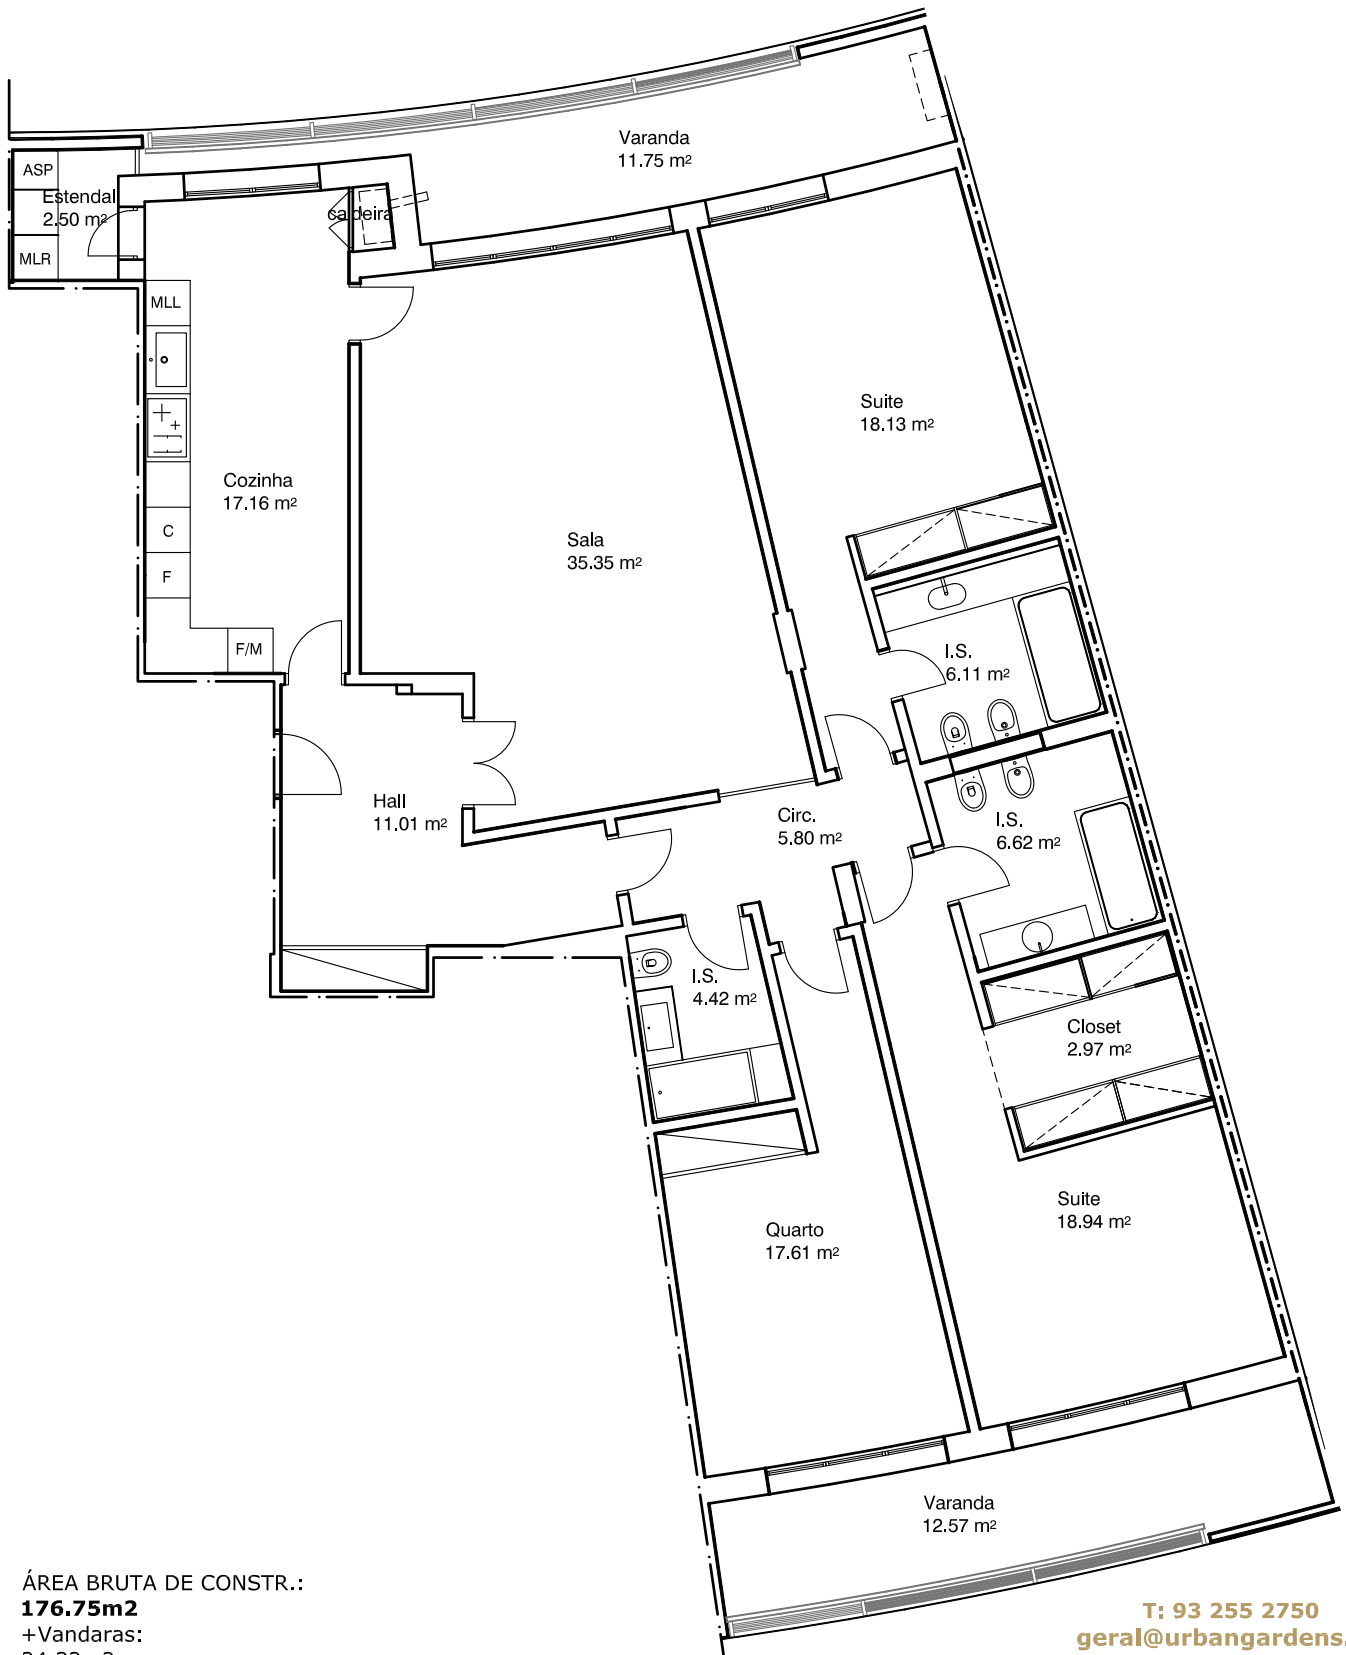 Varanda
11.75 m²
ASP
Estendal
2.50 m²
caldeira
MLR
MLL
Suite
18.13 m²
Cozinha
17.16 m²
C
Sala
35.35 m²
F
F/M
I.S.
6.11 m²
Hall
11.01 m²
Circ.
5.80 m²
I.S.
6.62 m²
I.S.
4.42 m²
Closet
2.97 m²
Suite
18.94 m²
Quarto
17.61 m²
Varanda
12.57 m²
ÁREA BRUTA DE CONSTR.:
176.75m2
+Vandaras:
T: 93 255 2750
geral@urbangardens.